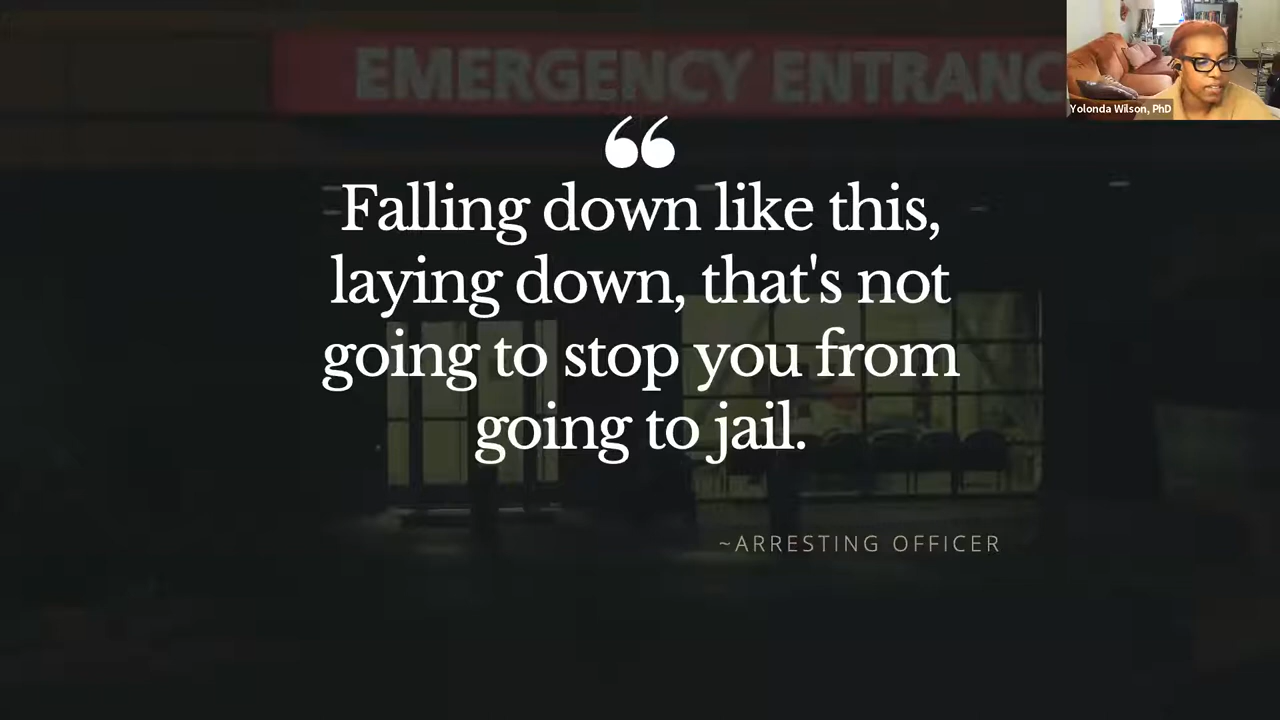 EMERGENCY ENTRANC
Yolonda Wilson, PhD
“
Falling down like this,
laying down, that's not
going to stop you from
going to jail.
~ARRESTING OFFICER